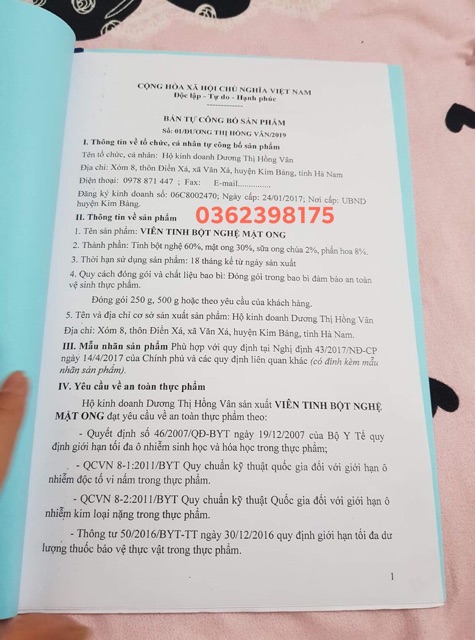 CỘNG HÒA XÃ HỘI CHỦ NGHĨA VIỆT NAM
Độc lập - Tự do - Hạnh phúc
BẢN TỰ CÔNG BỐ SẢN PHẨM
Số: 01/DƯƠNG THỊ HỒNG VÂN/2019
I. Thông tin về tổ chức, cá nhân tự công bố sản phẩm
Tên tổ chức, cá nhân: Hộ kinh doanh Dương Thị Hồng Vân
Địa chỉ: Xóm 8, thôn Điền Xá, xã Văn Xá, huyện Kim Bảng, tỉnh Hà Nam
Điện thoại: 0978 871 447 ; Fax: E-mail..............
Đăng ký kinh doanh số: 06C8002470; Ngày cấp: 24/01/2017; Nơi cấp: UBND
huyện Kim Bảng.
II. Thông tin về sản phẩm
0362398175
1. Tên sản phẩm: VIÊN TINH BỘT NGHỆ MẬT ONG
2. Thành phần: Tinh bột nghệ 60%, mật ong 30%, sữa ong chúa 2%, phấn hoa 8%.
3. Thời hạn sử dụng sản phẩm: 18 tháng kể từ ngày sản xuất
4. Quy cách đóng gói và chất liệu bao bì: Đóng gói trong bao bì đảm bảo an toàn
vệ sinh thực phẩm.
Đóng gói 250 g, 500 g hoặc theo yêu cầu của khách hàng.
5. Tên và địa chỉ cơ sở sản xuất sản phẩm: Hộ kinh doanh Dương Thị Hồng Vân
Địa chỉ: Xóm 8, thôn Điền Xá, xã Văn Xá, huyện Kim Bảng, tỉnh Hà Nam.
III. Mẫu nhãn sản phẩm Phù hợp với quy định tại Nghị định 43/2017/NĐ-CP
ngày 14/4/2017 của Chính phủ và các quy định liên quan khác (có đính kèm mẫu
nhãn sản phẩm).
IV. Yêu cầu về an toàn thực phẩm
Hộ kinh doanh Dương Thị Hồng Vân sản xuất VIÊN TINH BỘT NGHỆ
MẬT ONG đạt yêu cầu về an toàn thực phẩm theo:
- Quyết định số 46/2007/QĐ-BYT ngày 19/12/2007 của Bộ Y Tế quy
định giới hạn tối đa ô nhiễm sinh học và hóa học trong thực phẩm;
- QCVN 8-1:2011/BYT Quy chuẩn kỹ thuật quốc gia đối với giới hạn ô
nhiễm độc tố vi nấm trong thực phẩm.
- QCVN 8-2:2011/BYT Quy chuẩn kỹ thuật Quốc gia đối với giới hạn ô
nhiễm kim loại nặng trong thực phẩm.
- Thông tư 50/2016/BYT-TT ngày 30/12/2016 quy định giới hạn tối đa dư
lượng thuốc bảo vệ thực vật trong thực phẩm.
1